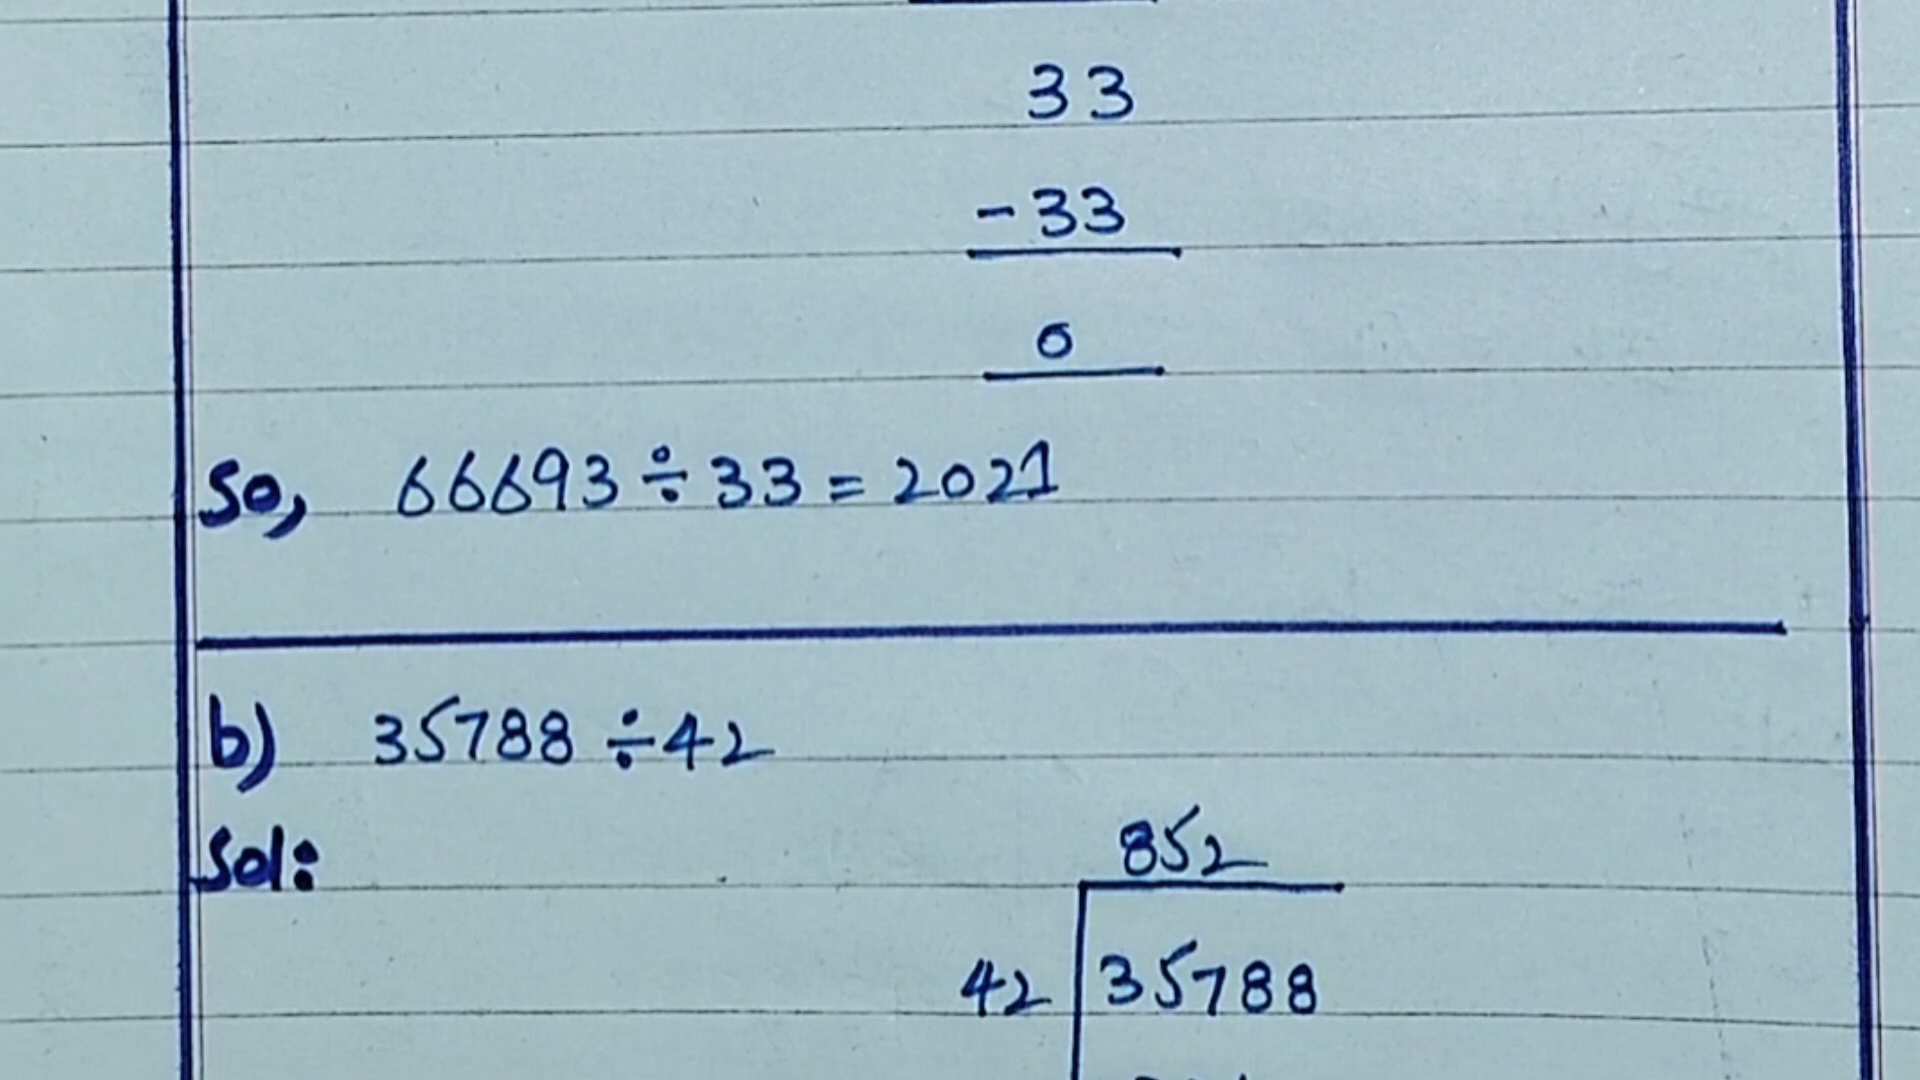 33
-33
0
So, 66693 ÷ 33 = 2021
b) 35788 ÷ 42
Sol:
852
42 35788